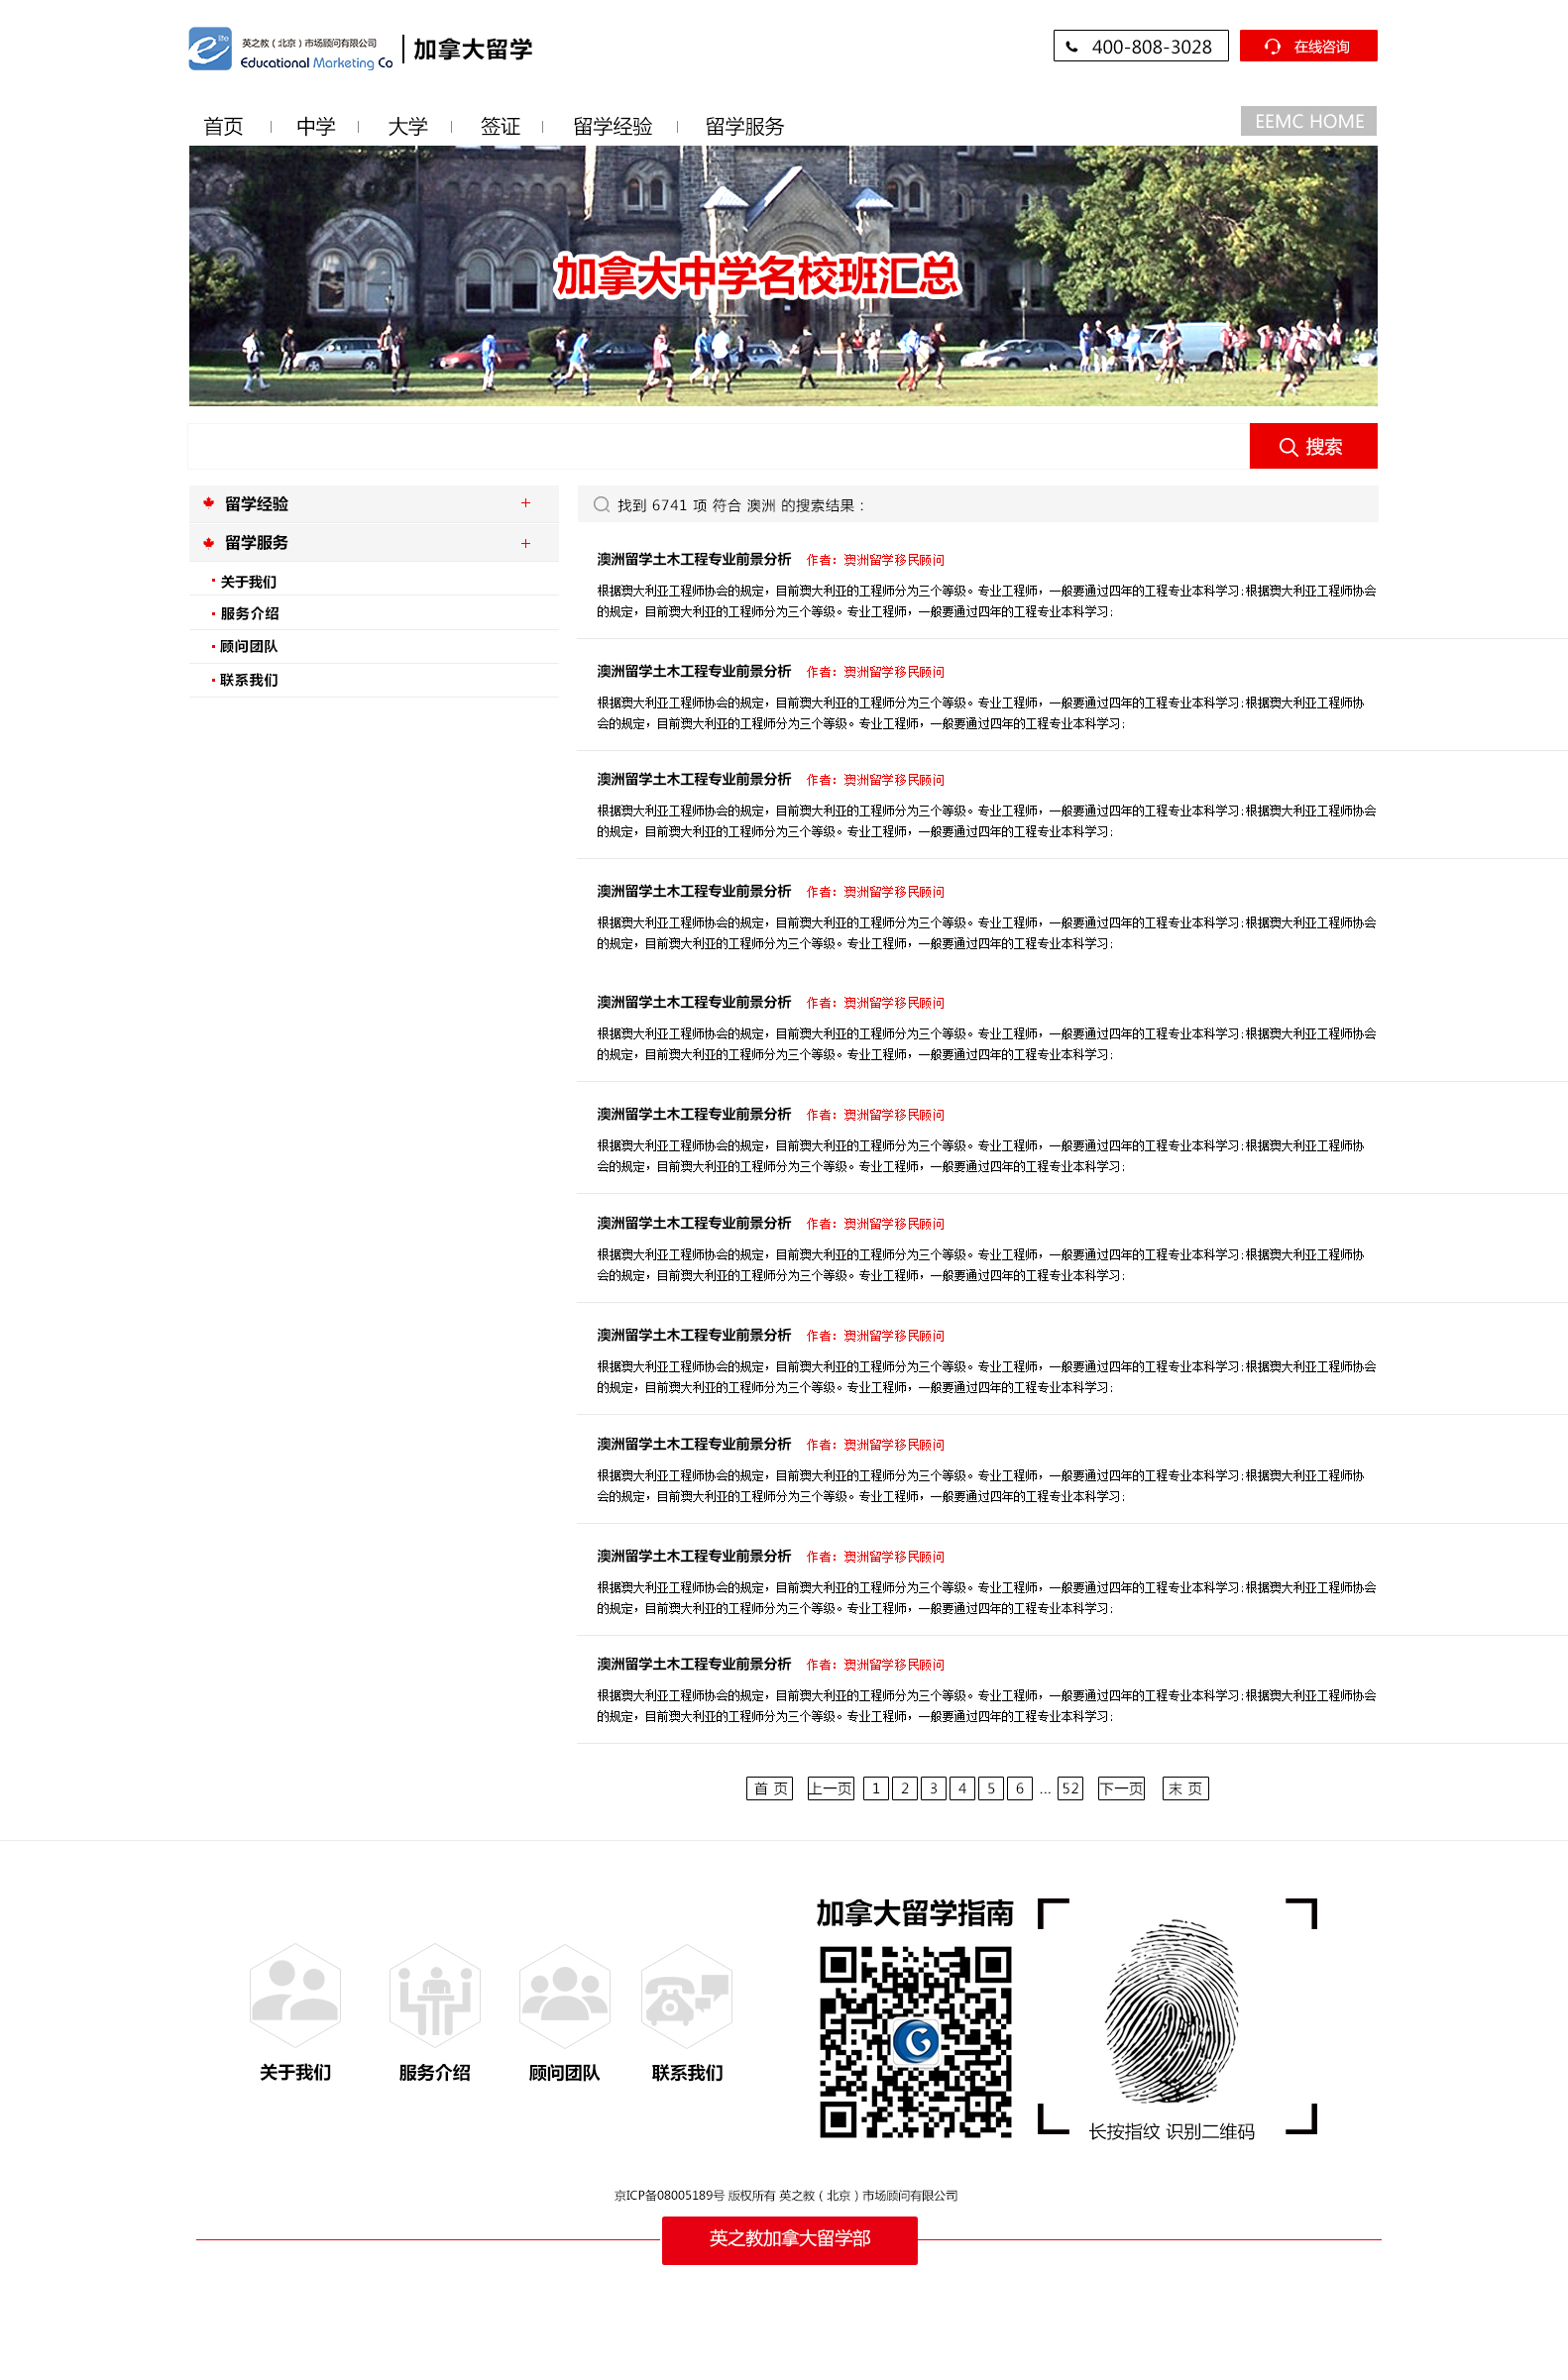 life
英之教（北京）市场顾问有限公司
Educational Marketing Co
加拿大留学
400-808-3028
在线咨询
首页 中学 大学 签证 留学经验 留学服务
EEMC HOME
加拿大中学名校班汇总
搜索
留学经验 +
留学服务 +
关于我们
服务介绍
顾问团队
联系我们
找到 6741 项 符合 澳洲 的搜索结果：
澳洲留学土木工程专业前景分析 作者：澳洲留学移民顾问
根据澳大利亚工程师协会的规定，目前澳大利亚的工程师分为三个等级。专业工程师，一般要通过四年的工程专业本科学习；根据澳大利亚工程师协会
的规定，目前澳大利亚的工程师分为三个等级。专业工程师，一般要通过四年的工程专业本科学习；
澳洲留学土木工程专业前景分析 作者：澳洲留学移民顾问
根据澳大利亚工程师协会的规定，目前澳大利亚的工程师分为三个等级。专业工程师，一般要通过四年的工程专业本科学习；根据澳大利亚工程师协
会的规定，目前澳大利亚的工程师分为三个等级。专业工程师，一般要通过四年的工程专业本科学习；
澳洲留学土木工程专业前景分析 作者：澳洲留学移民顾问
根据澳大利亚工程师协会的规定，目前澳大利亚的工程师分为三个等级。专业工程师，一般要通过四年的工程专业本科学习；根据澳大利亚工程师协会
的规定，目前澳大利亚的工程师分为三个等级。专业工程师，一般要通过四年的工程专业本科学习；
澳洲留学土木工程专业前景分析 作者：澳洲留学移民顾问
根据澳大利亚工程师协会的规定，目前澳大利亚的工程师分为三个等级。专业工程师，一般要通过四年的工程专业本科学习；根据澳大利亚工程师协会
的规定，目前澳大利亚的工程师分为三个等级。专业工程师，一般要通过四年的工程专业本科学习；
澳洲留学土木工程专业前景分析 作者：澳洲留学移民顾问
根据澳大利亚工程师协会的规定，目前澳大利亚的工程师分为三个等级。专业工程师，一般要通过四年的工程专业本科学习；根据澳大利亚工程师协会
的规定，目前澳大利亚的工程师分为三个等级。专业工程师，一般要通过四年的工程专业本科学习；
澳洲留学土木工程专业前景分析 作者：澳洲留学移民顾问
根据澳大利亚工程师协会的规定，目前澳大利亚的工程师分为三个等级。专业工程师，一般要通过四年的工程专业本科学习；根据澳大利亚工程师协
会的规定，目前澳大利亚的工程师分为三个等级。专业工程师，一般要通过四年的工程专业本科学习；
澳洲留学土木工程专业前景分析 作者：澳洲留学移民顾问
根据澳大利亚工程师协会的规定，目前澳大利亚的工程师分为三个等级。专业工程师，一般要通过四年的工程专业本科学习；根据澳大利亚工程师协
会的规定，目前澳大利亚的工程师分为三个等级。专业工程师，一般要通过四年的工程专业本科学习；
澳洲留学土木工程专业前景分析 作者：澳洲留学移民顾问
根据澳大利亚工程师协会的规定，目前澳大利亚的工程师分为三个等级。专业工程师，一般要通过四年的工程专业本科学习；根据澳大利亚工程师协会
的规定，目前澳大利亚的工程师分为三个等级。专业工程师，一般要通过四年的工程专业本科学习；
澳洲留学土木工程专业前景分析 作者：澳洲留学移民顾问
根据澳大利亚工程师协会的规定，目前澳大利亚的工程师分为三个等级。专业工程师，一般要通过四年的工程专业本科学习；根据澳大利亚工程师协
会的规定，目前澳大利亚的工程师分为三个等级。专业工程师，一般要通过四年的工程专业本科学习；
澳洲留学土木工程专业前景分析 作者：澳洲留学移民顾问
根据澳大利亚工程师协会的规定，目前澳大利亚的工程师分为三个等级。专业工程师，一般要通过四年的工程专业本科学习；根据澳大利亚工程师协会
的规定，目前澳大利亚的工程师分为三个等级。专业工程师，一般要通过四年的工程专业本科学习；
澳洲留学土木工程专业前景分析 作者：澳洲留学移民顾问
根据澳大利亚工程师协会的规定，目前澳大利亚的工程师分为三个等级。专业工程师，一般要通过四年的工程专业本科学习；根据澳大利亚工程师协会
的规定，目前澳大利亚的工程师分为三个等级。专业工程师，一般要通过四年的工程专业本科学习；
首 页 上一页 1 2 3 4 5 6 ... 52 下一页 末 页
加拿大留学指南
关于我们 服务介绍 顾问团队 联系我们
长按指纹 识别二维码
京ICP备08005189号 版权所有 英之教（北京）市场顾问有限公司
英之教加拿大留学部